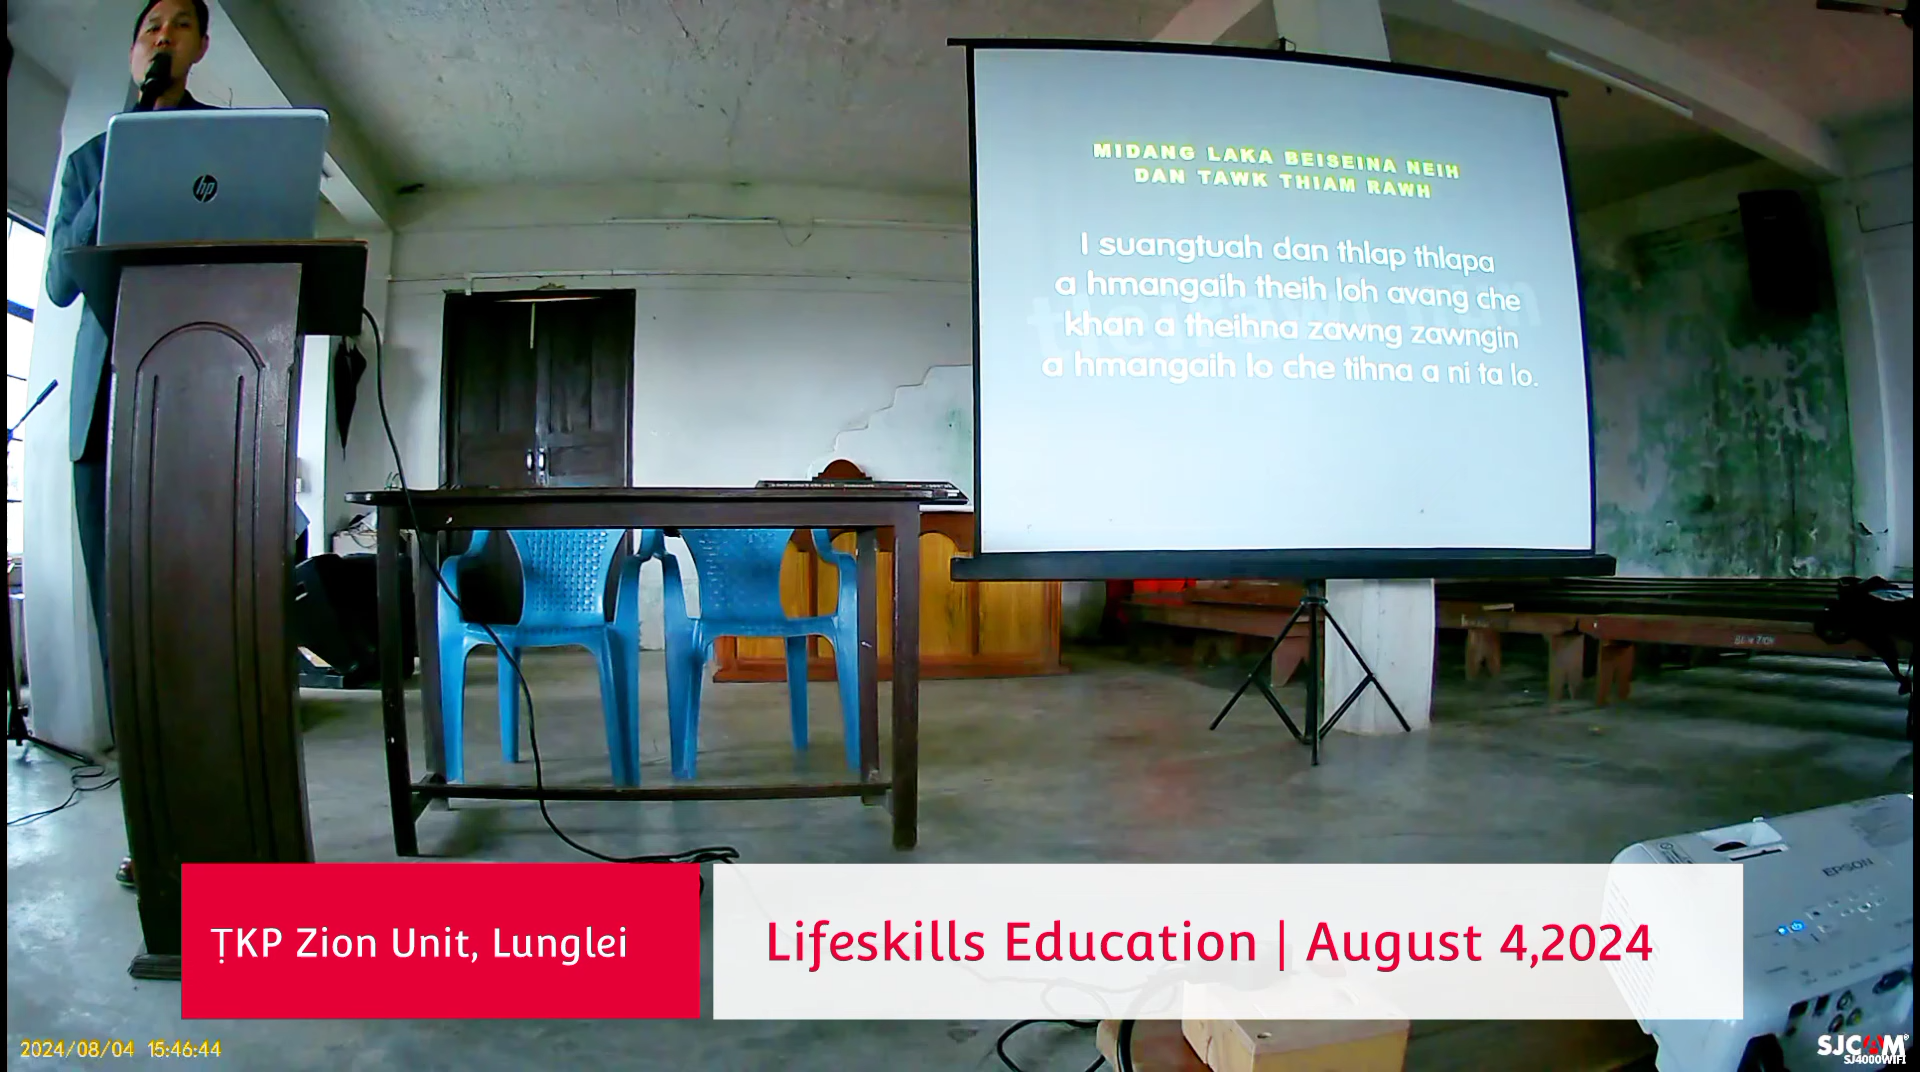 hp
MIDANG LAKA BEISEINA NEIH
DAN TAWK THIAM RAWH
I suangtuah dan thlap thlapa
a hmangaih theih loh avang che
khan a theihna zawng zawngin
a hmangaih lo che tihna a ni ta lo.
EPSON
ṬKP Zion Unit, Lunglei
Lifeskills Education | August 4,2024
2024/08/04 15:46:44
SJCAM
SJ4000WIFI